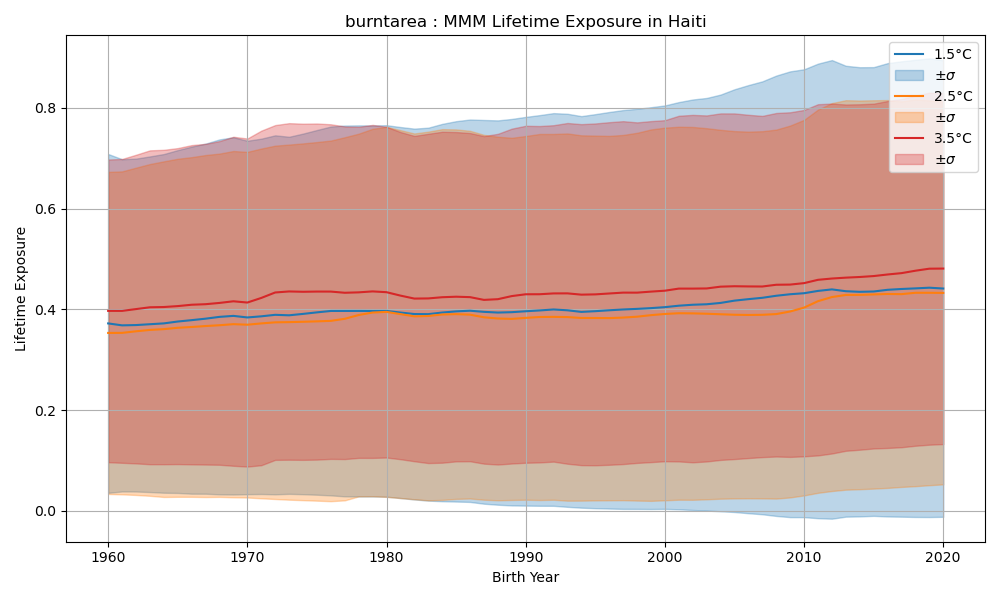 burntarea : MMM Lifetime Exposure in Haiti
1.5°C
±σ
2.5°C
±σ
3.5°C
±σ
Lifetime Exposure
0.8
0.6
0.4
0.2
0.0
1960 1970 1980 1990 2000 2010 2020
Birth Year